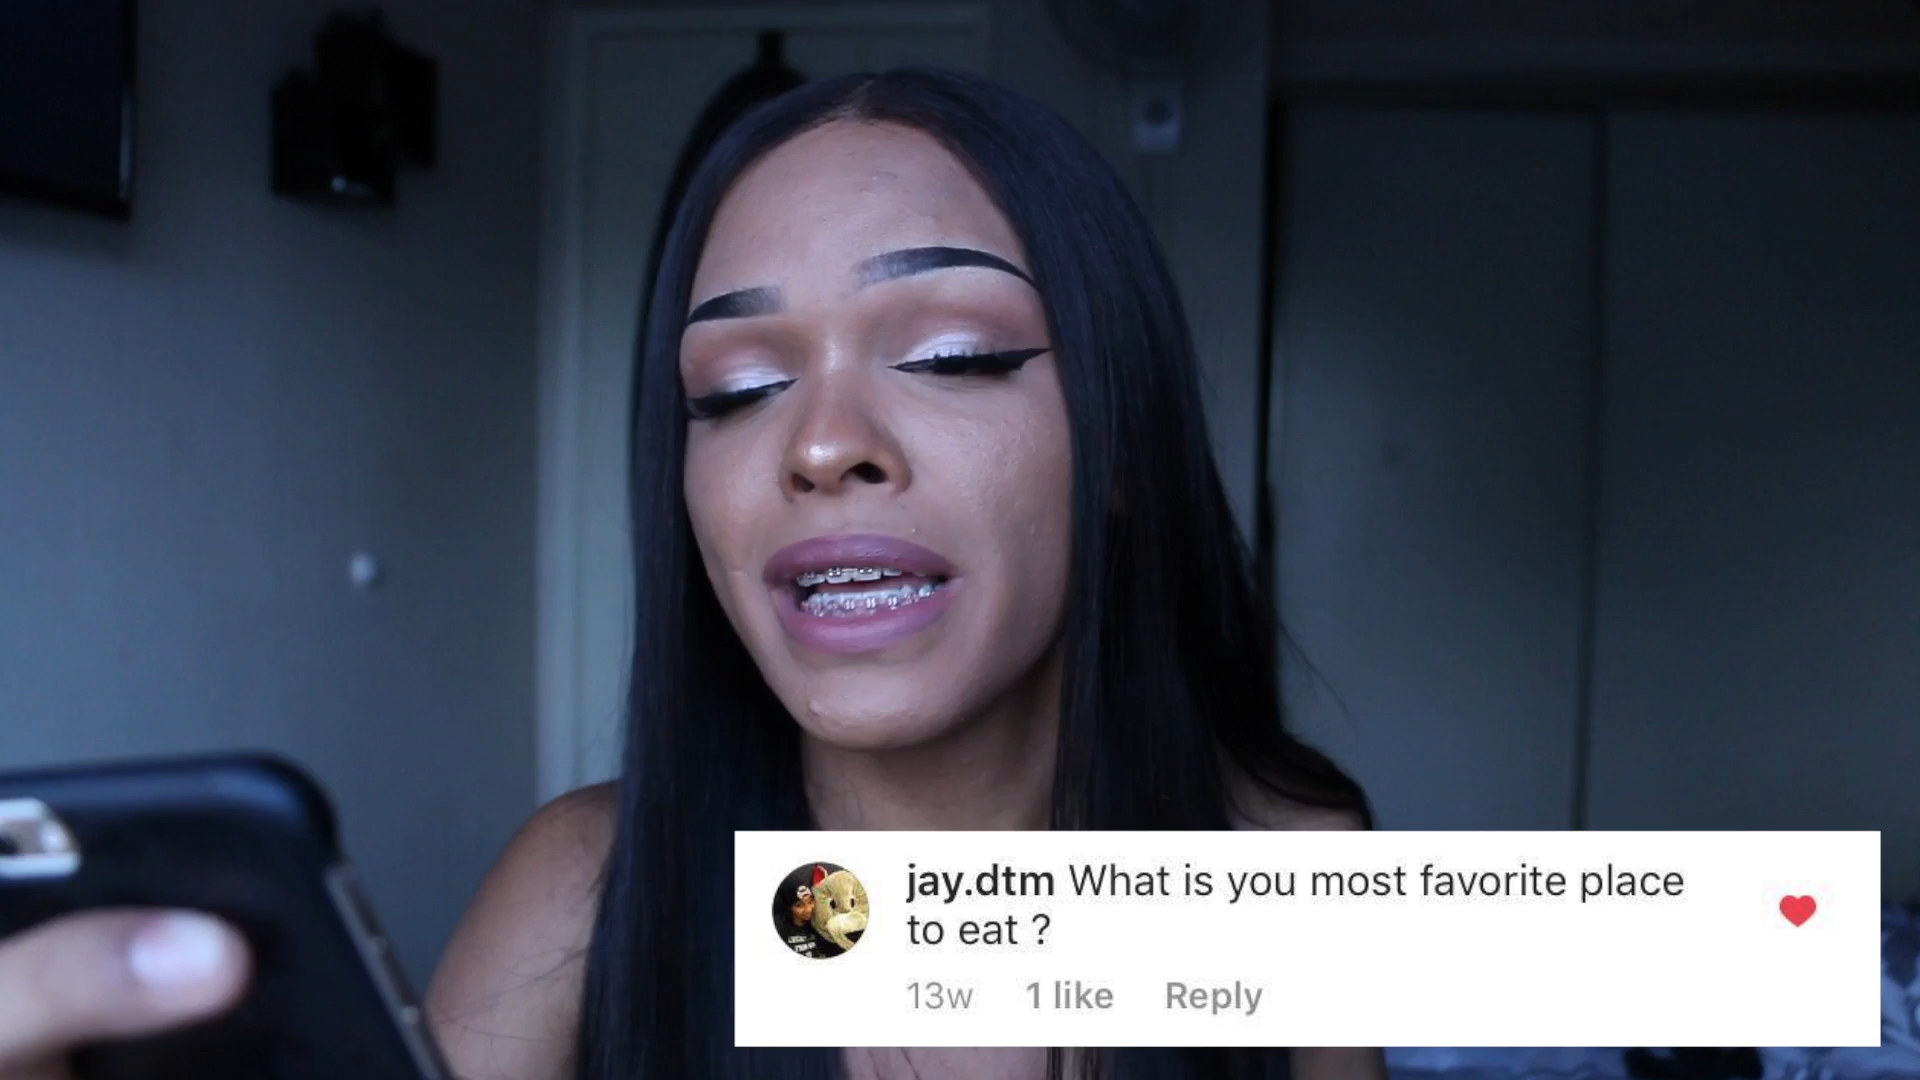 jay.dtm What is you most favorite place
to eat ?
13w 1 like Reply